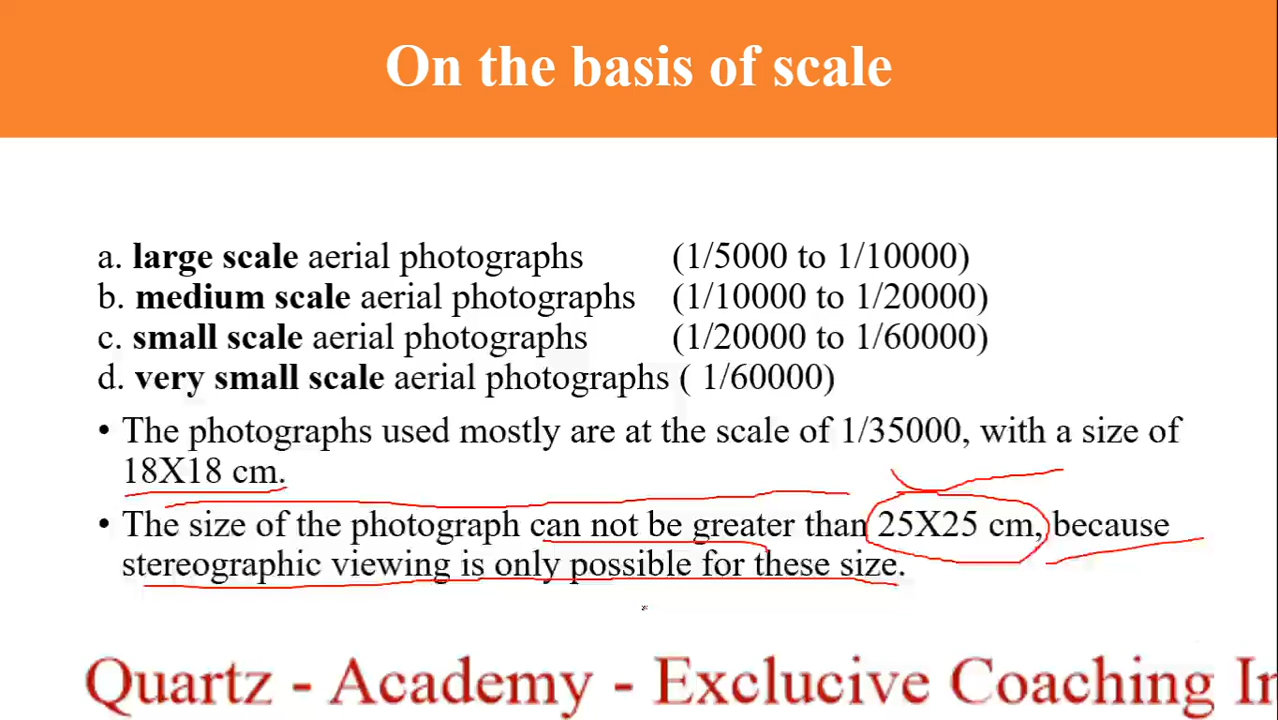 On the basis of scale
a. large scale aerial photographs (1/5000 to 1/10000)
b. medium scale aerial photographs (1/10000 to 1/20000)
c. small scale aerial photographs (1/20000 to 1/60000)
d. very small scale aerial photographs ( 1/60000)
• The photographs used mostly are at the scale of 1/35000, with a size of
18X18 cm.
• The size of the photograph can not be greater than 25X25 cm, because
stereographic viewing is only possible for these size.
Quartz - Academy - Exclucive Coaching